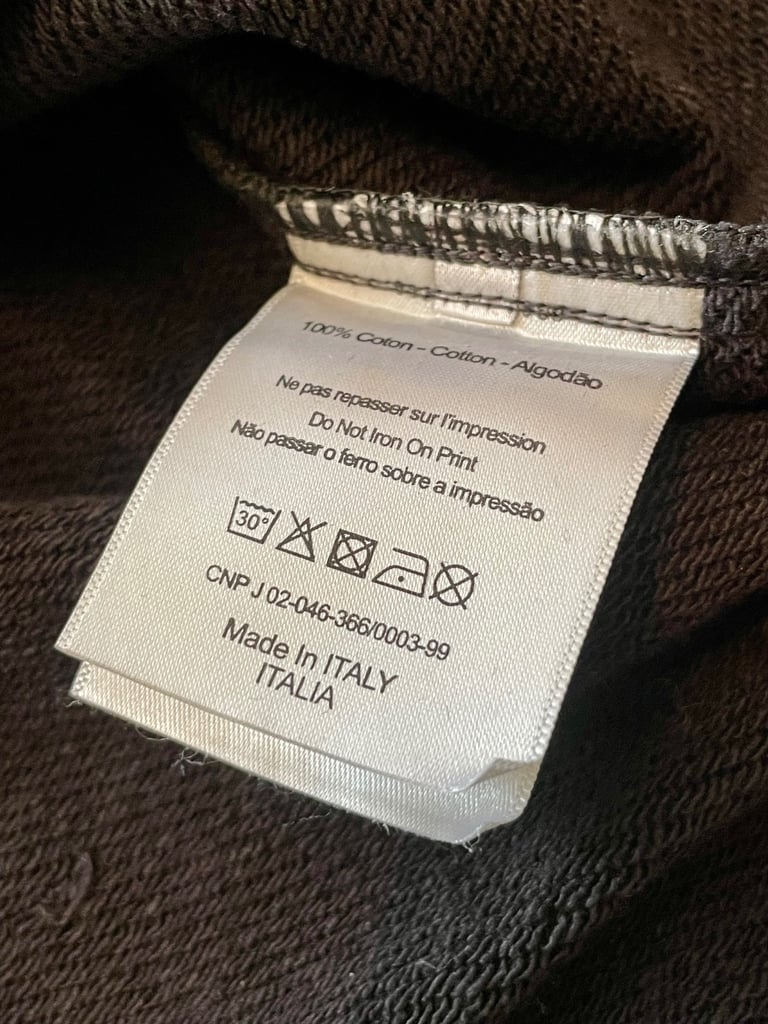 100% Coton - Cotton - Algodão
Ne pas repasser sur l'impression
Do Not Iron On Print
Não passar o ferro sobre a impressão
30°
CNP J 02-046-366/0003-99
Made In ITALY
ITALIA